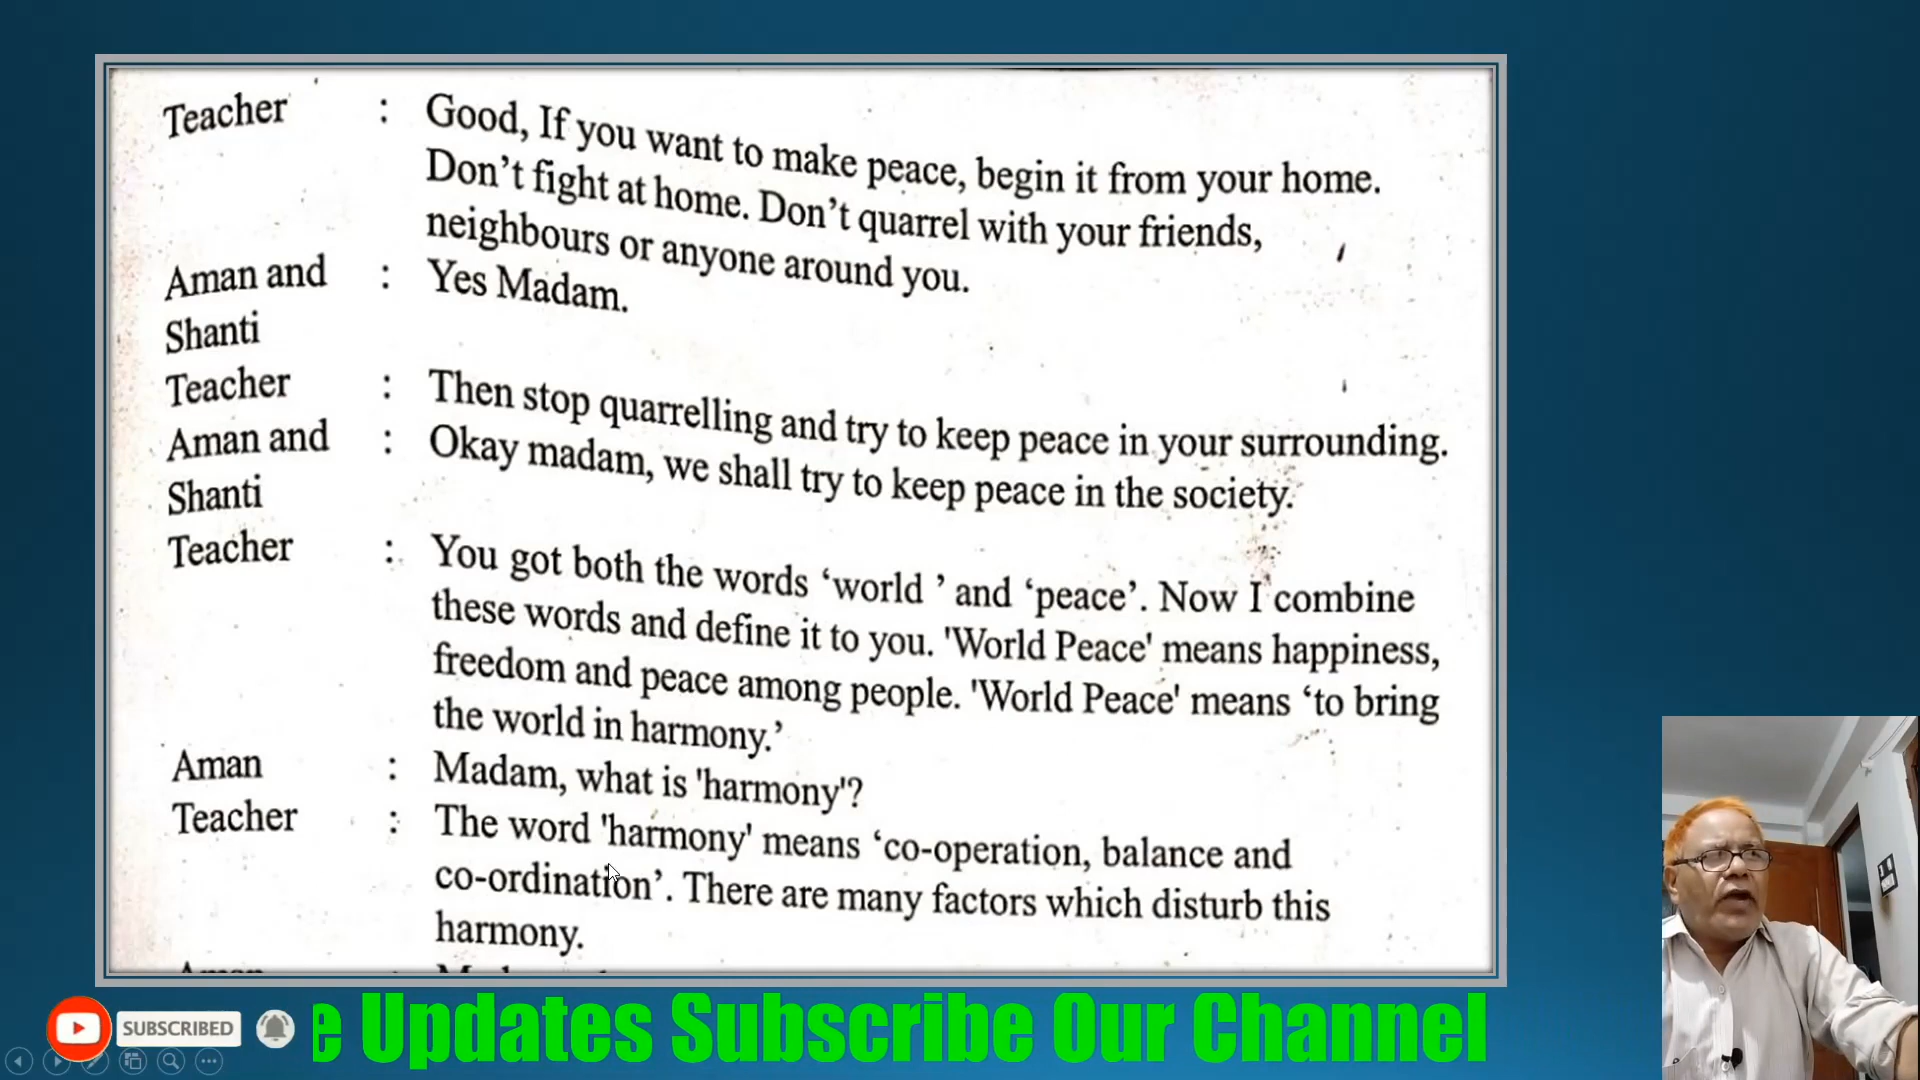 Teacher : Good, If you want to make peace, begin it from your home.
Don't fight at home. Don't quarrel with your friends,
neighbours or anyone around you.
Aman and : Yes Madam.
Shanti
Teacher : Then stop quarrelling and try to keep peace in your surrounding.
Aman and : Okay madam, we shall try to keep peace in the society.
Shanti
Teacher : You got both the words ‘world ’ and ‘peace’. Now I combine
these words and define it to you. 'World Peace' means happiness,
freedom and peace among people. 'World Peace' means ‘to bring
the world in harmony.’
Aman : Madam, what is 'harmony'?
Teacher : The word 'harmony' means ‘co-operation, balance and
co-ordination’. There are many factors which disturb this
harmony.
SUBSCRIBED
e Updates Subscribe Our Channel